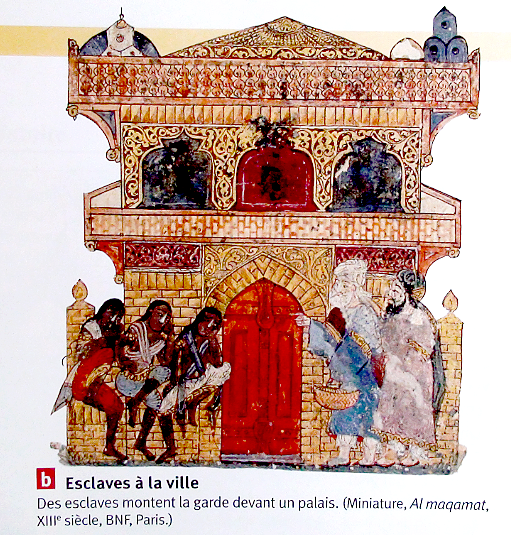 b Esclaves à la ville
Des esclaves montent la garde devant un palais. (Miniature, Al maqamat,
XIIIe siècle, BNF, Paris.)